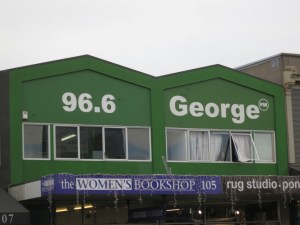 96.6 George FM
the WOMEN'S BOOKSHOP 105 rug studio
07